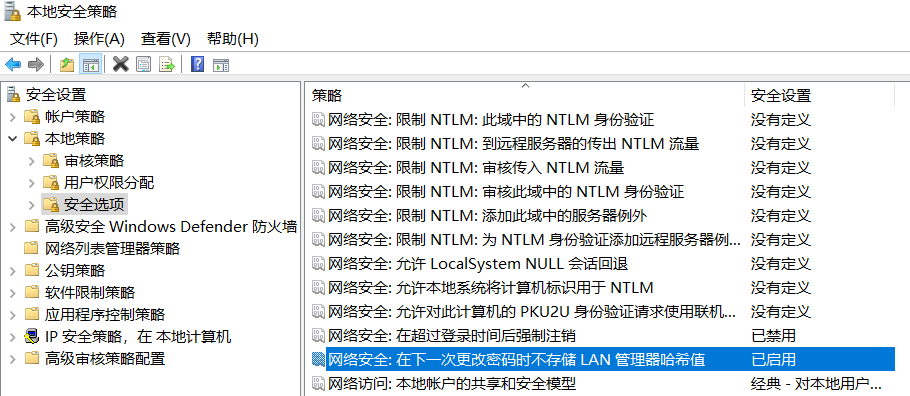 本地安全策略
文件(F) 操作(A) 查看(V) 帮助(H)
安全设置
帐户策略
本地策略
审核策略
用户权限分配
安全选项
高级安全 Windows Defender 防火墙
网络列表管理器策略
公钥策略
软件限制策略
应用程序控制策略
IP 安全策略，在 本地计算机
高级审核策略配置
策略 安全设置
网络安全: 限制 NTLM: 此域中的 NTLM 身份验证 没有定义
网络安全: 限制 NTLM: 到远程服务器的传出 NTLM 流量 没有定义
网络安全: 限制 NTLM: 审核传入 NTLM 流量 没有定义
网络安全: 限制 NTLM: 审核此域中的 NTLM 身份验证 没有定义
网络安全: 限制 NTLM: 添加此域中的服务器例外 没有定义
网络安全: 限制 NTLM: 为 NTLM 身份验证添加远程服务器例... 没有定义
网络安全: 允许 LocalSystem NULL 会话回退 没有定义
网络安全: 允许本地系统将计算机标识用于 NTLM 没有定义
网络安全: 允许对此计算机的 PKU2U 身份验证请求使用联机... 没有定义
网络安全: 在超过登录时间后强制注销 已禁用
网络安全: 在下一次更改密码时不存储 LAN 管理器哈希值 已启用
网络访问: 本地帐户的共享和安全模型 经典 - 对本地用户...